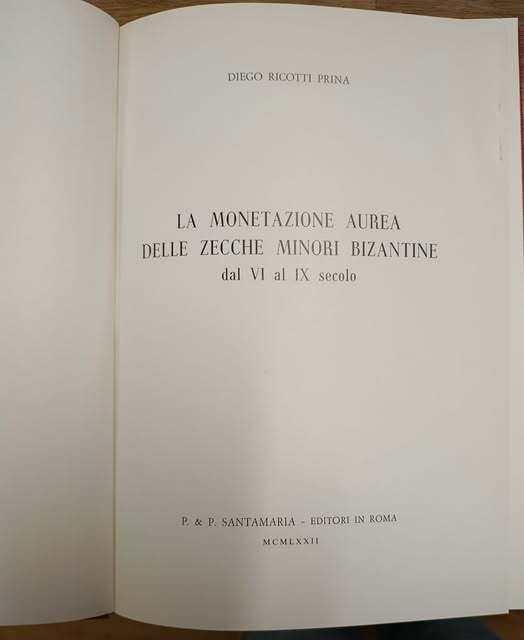 DIEGO RICOTTI PRINA
LA MONETAZIONE AUREA
DELLE ZECCHE MINORI BIZANTINE
dal VI al IX secolo
P. & P. SANTAMARIA - EDITORI IN ROMA
MCMLXXII